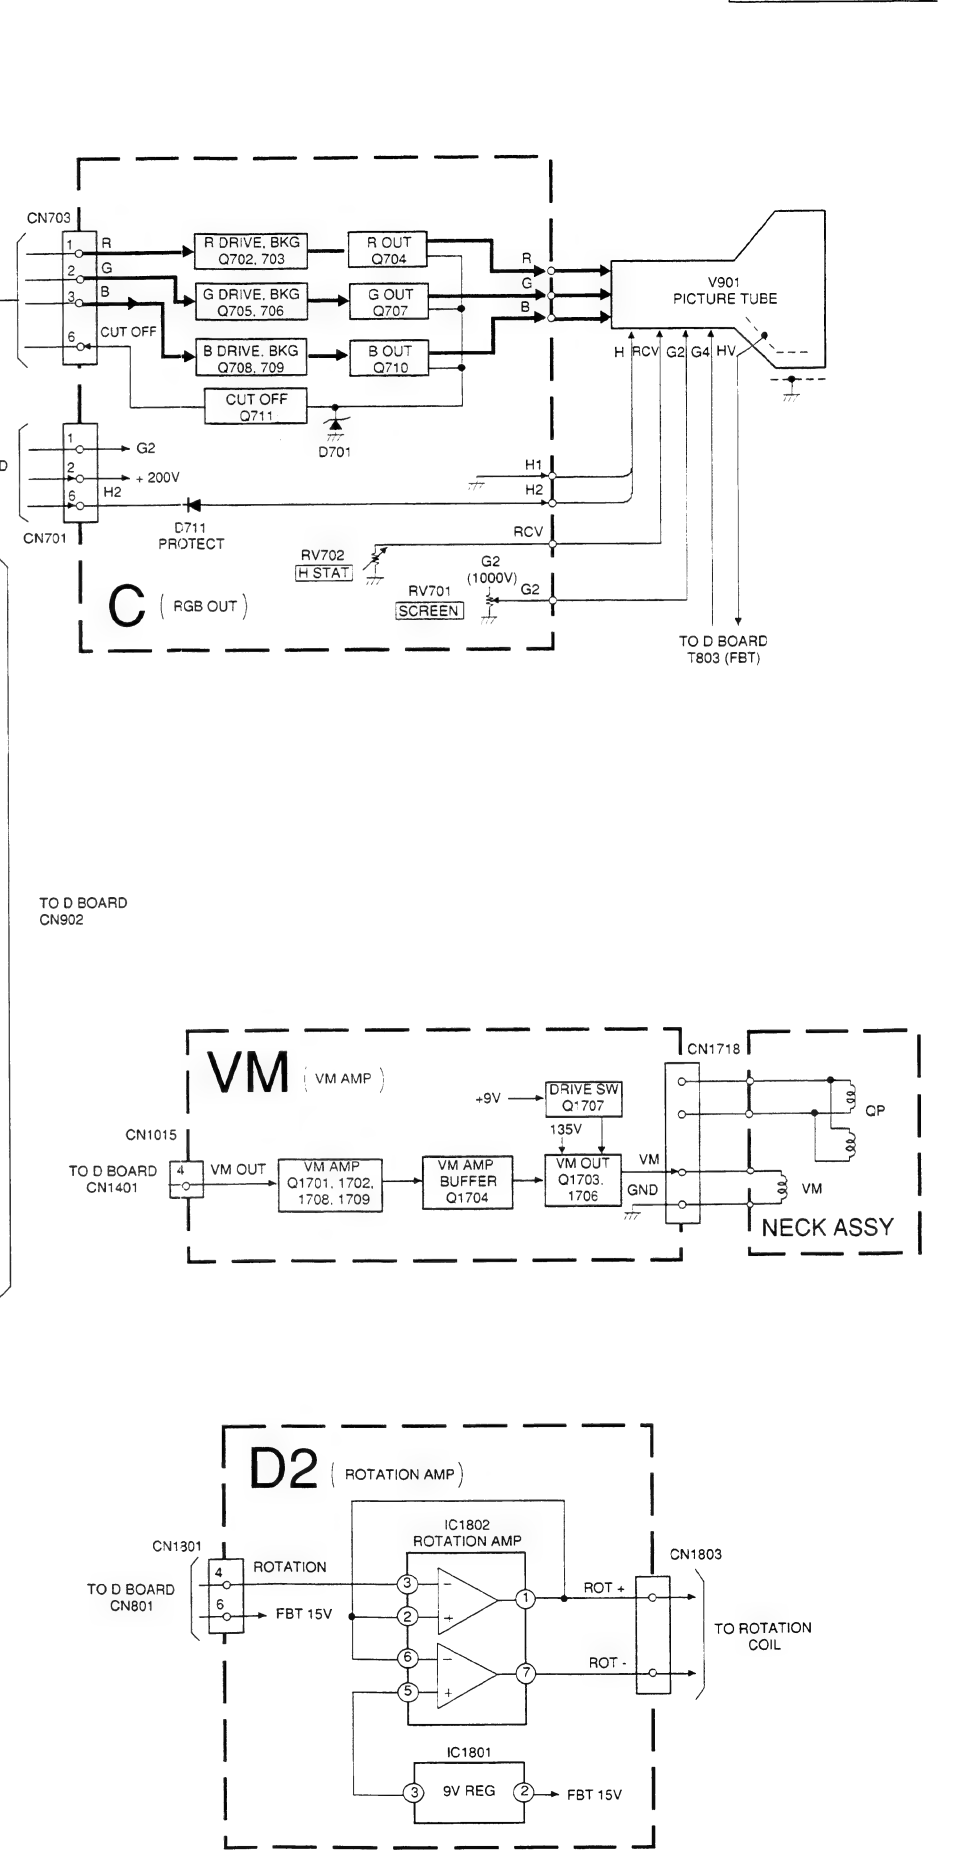 CN703
1
R
2
G
3
B
6
CUT OFF
R DRIVE, BKG
Q702, 703
R OUT
Q704
G DRIVE, BKG
Q705, 706
G OUT
Q707
B DRIVE, BKG
Q708, 709
B OUT
Q710
CUT OFF
Q711
D701
R
G
B
V901
PICTURE TUBE
H RCV G2 G4 HV
1
G2
2
+ 200V
6
H2
CN701
D
D711
PROTECT
H1
H2
RCV
RV702
H STAT
G2
(1000V)
RV701
SCREEN
G2
C ( RGB OUT )
TO D BOARD
T803 (FBT)
TO D BOARD
CN902
VM ( VM AMP )
CN1718
+9V
DRIVE SW
Q1707
135V
CN1015
TO D BOARD
CN1401
4
VM OUT
VM AMP
Q1701, 1702,
1708, 1709
VM AMP
BUFFER
Q1704
VM OUT
Q1703,
1706
VM
GND
QP
VM
NECK ASSY
D2 ( ROTATION AMP )
IC1802
ROTATION AMP
CN1801
TO D BOARD
CN801
4
ROTATION
6
FBT 15V
3
−
2
+
1
ROT +
6
−
5
+
7
ROT -
CN1803
TO ROTATION
COIL
IC1801
3
9V REG
2
FBT 15V